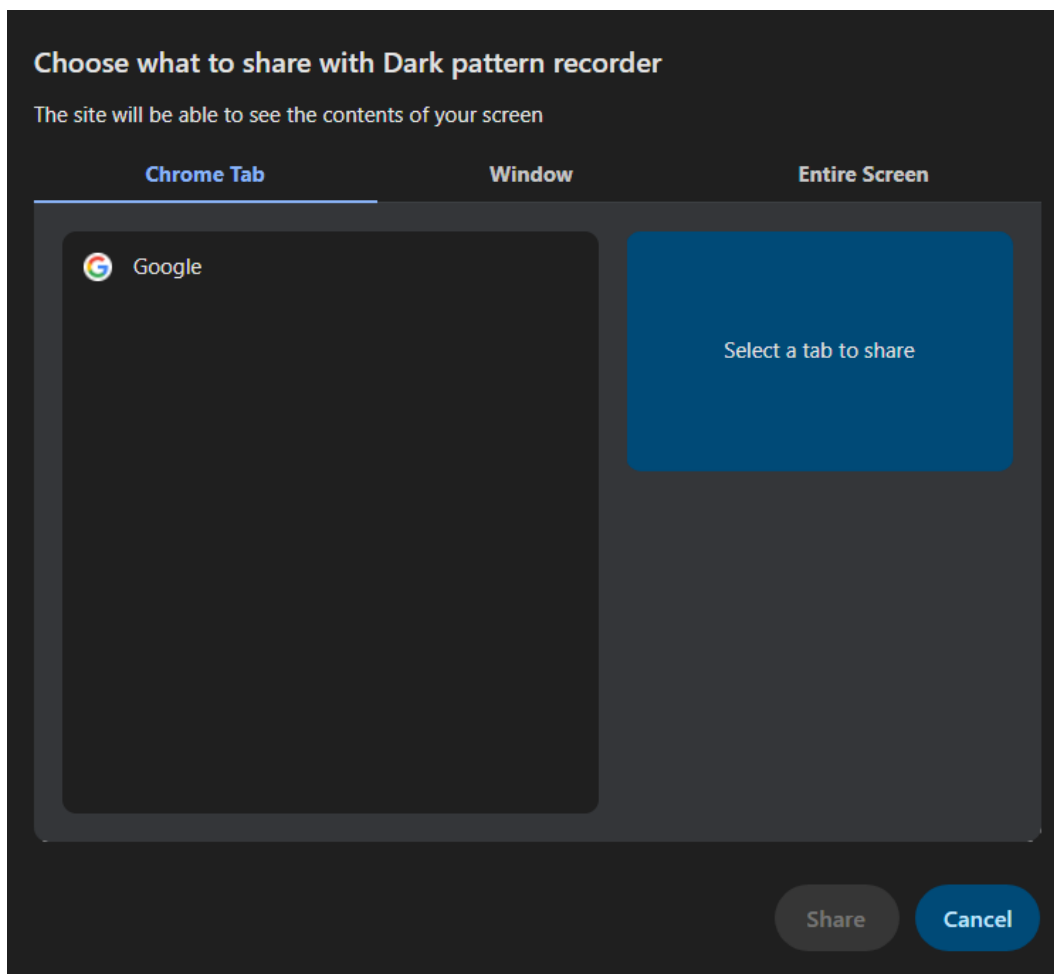 Choose what to share with Dark pattern recorder
The site will be able to see the contents of your screen
Chrome Tab Window Entire Screen
Google
Select a tab to share
Share Cancel